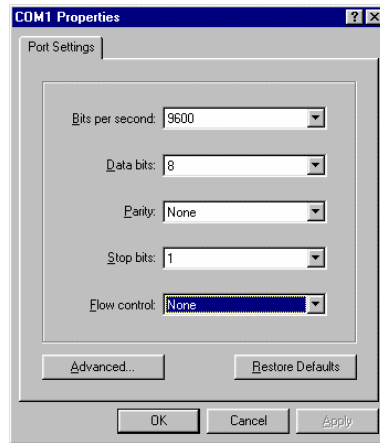 COM1 Properties
Port Settings
Bits per second: 9600
Data bits: 8
Parity: None
Stop bits: 1
Flow control: None
Advanced... Restore Defaults
OK Cancel Apply